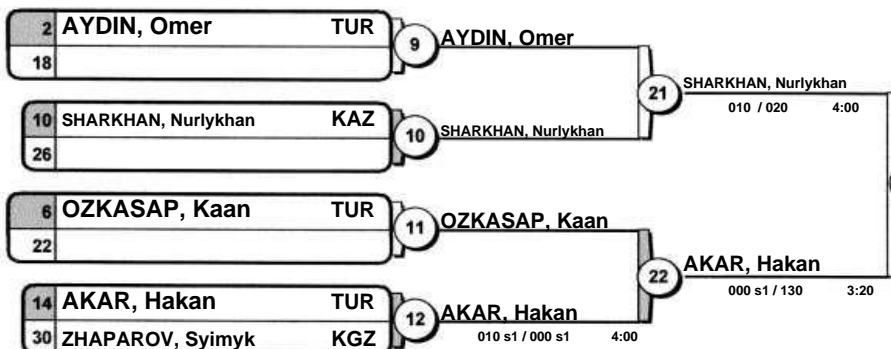 2 AYDIN, Omer TUR
18
9 AYDIN, Omer
10 SHARKHAN, Nurlykhan KAZ
26
10 SHARKHAN, Nurlykhan
21 SHARKHAN, Nurlykhan
010 / 020 4:00
6 OZKASAP, Kaan TUR
22
11 OZKASAP, Kaan
14 AKAR, Hakan TUR
30 ZHAPAROV, Syimyk KGZ
12 AKAR, Hakan
010 s1 / 000 s1 4:00
22 AKAR, Hakan
000 s1 / 130 3:20